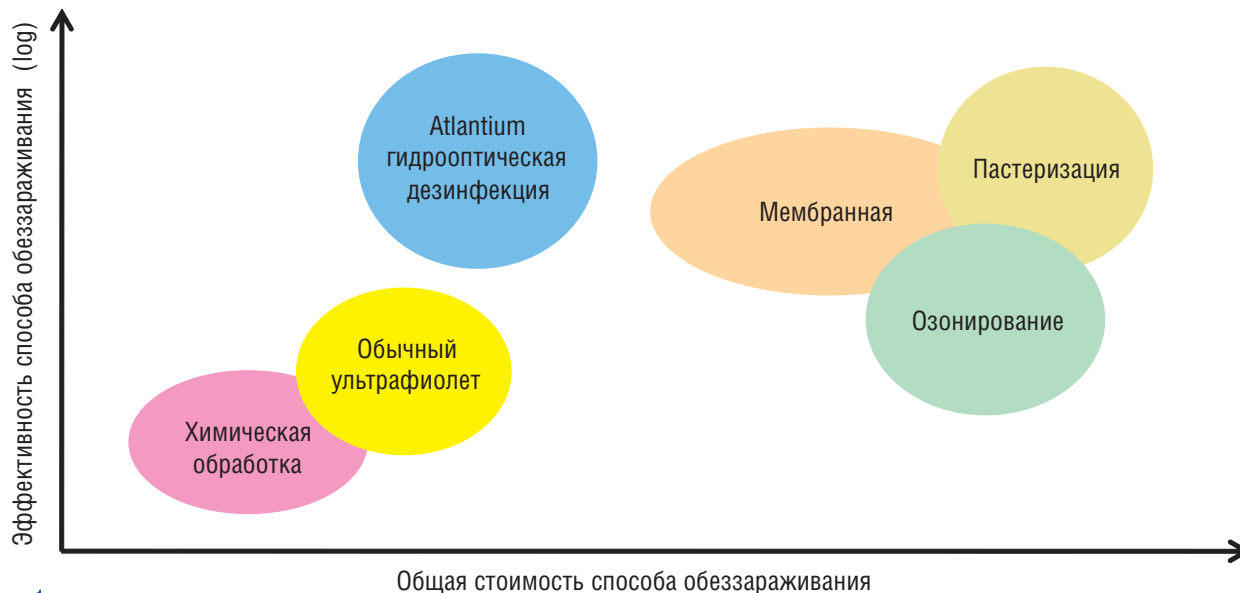 Эффективность способа обеззараживания (log)
Atlantium
гидрооптическая
дезинфекция
Пастеризация
Мембранная
Озонирование
Обычный
ультрафиолет
Химическая
обработка
Общая стоимость способа обеззараживания